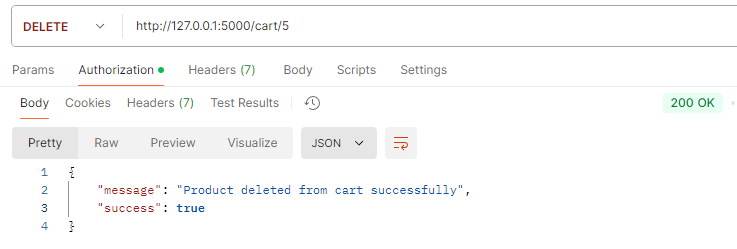 DELETE http://127.0.0.1:5000/cart/5
Params Authorization Headers (7) Body Scripts Settings
Body Cookies Headers (7) Test Results 200 OK
Pretty Raw Preview Visualize JSON
1 {
2 "message": "Product deleted from cart successfully",
3 "success": true
4 }